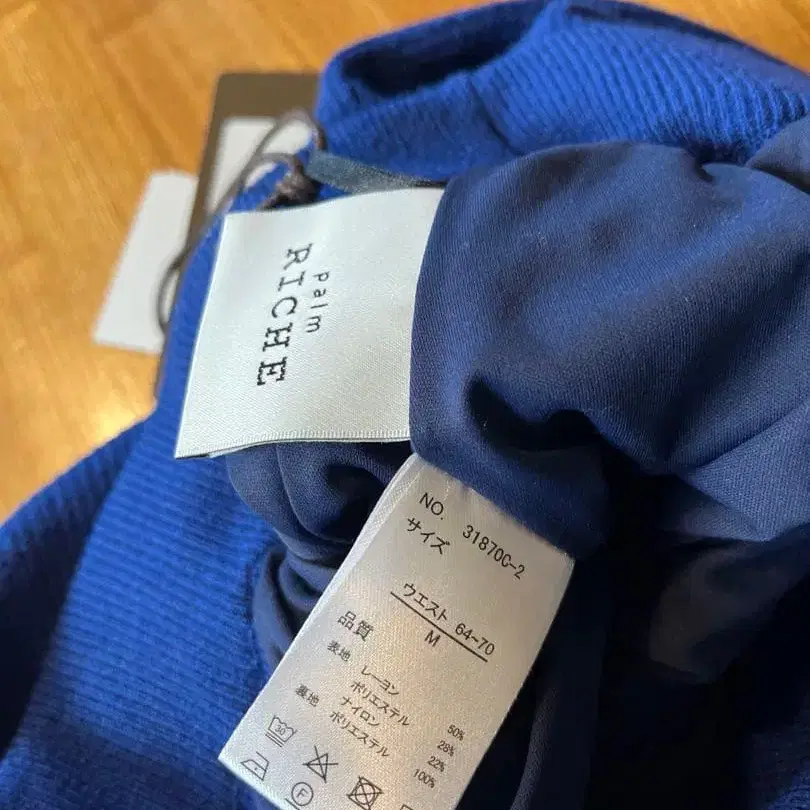 palm
RICHE
NO. 31870C-2
サイズ
ウエスト 64-70
M
品質
表地 レーヨン 50%
ポリエステル 28%
ナイロン 22%
裏地 ポリエステル 100%
30
F